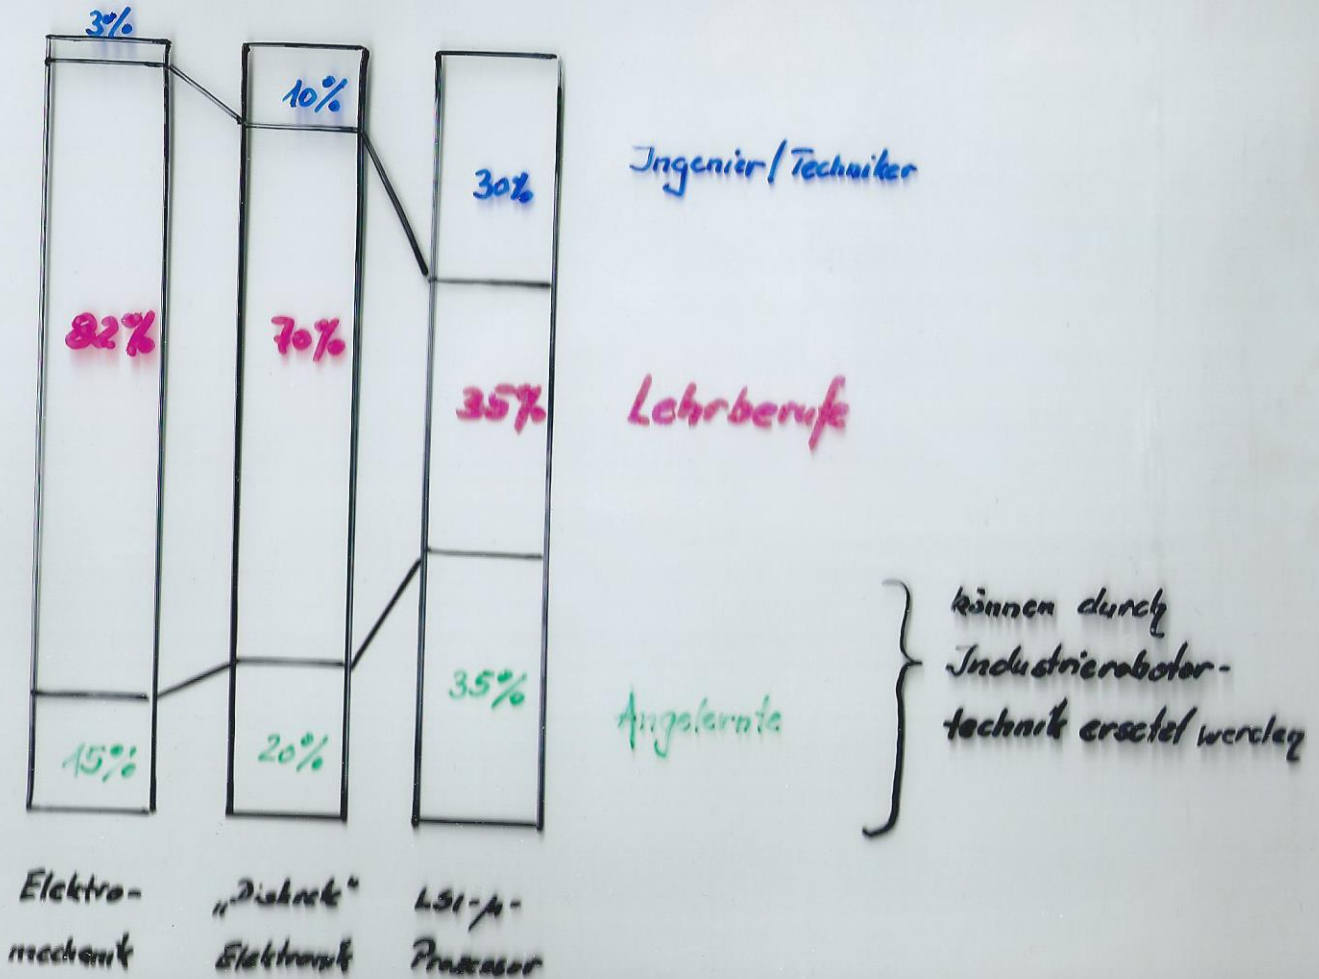 3%
10%
30%
Ingenier/Techniker
82%
70%
35%
Lehrberufe
35%
Angelernte
15%
20%
können durch
Industrieroboter-
technik ersetzt werden
Elektro-
mechanik
„Diskrete“
Elektronik
LSI-µ-
Prozessor